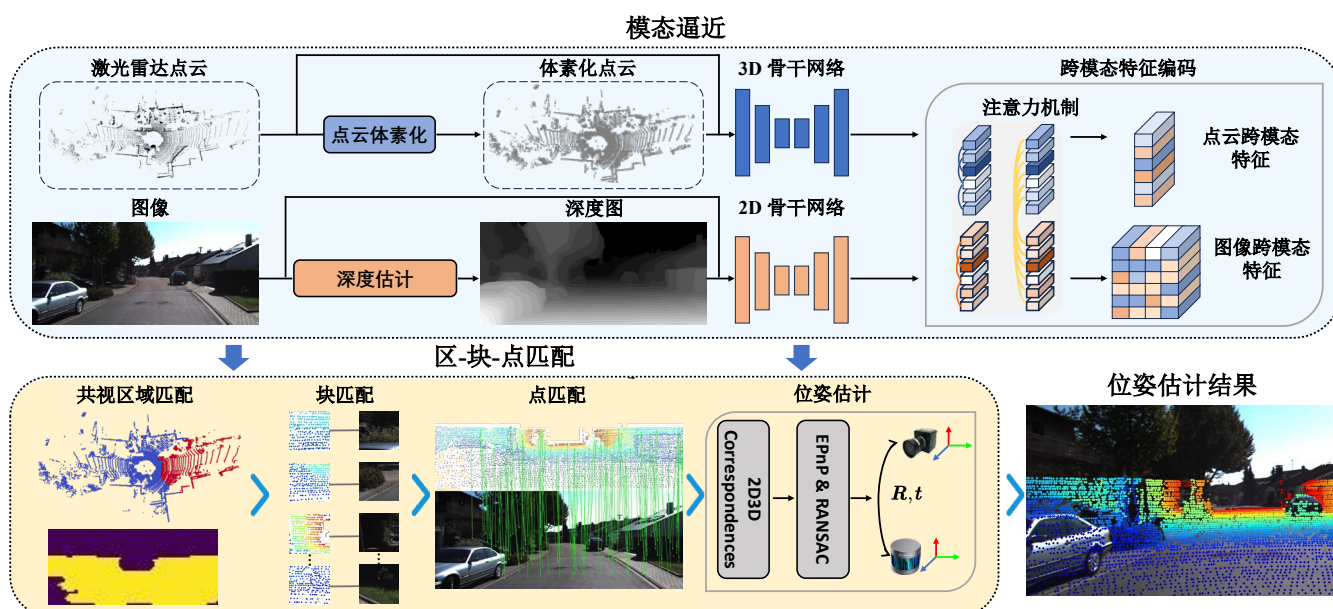 模态逼近
激光雷达点云
体素化点云
3D 骨干网络
跨模态特征编码
点云体素化
注意力机制
点云跨模态
特征
图像
深度图
2D 骨干网络
深度估计
图像跨模态
特征
区-块-点匹配
共视区域匹配
块匹配
点匹配
位姿估计
2D3D
Correspondences
EPnP & RANSAC
R,t
位姿估计结果